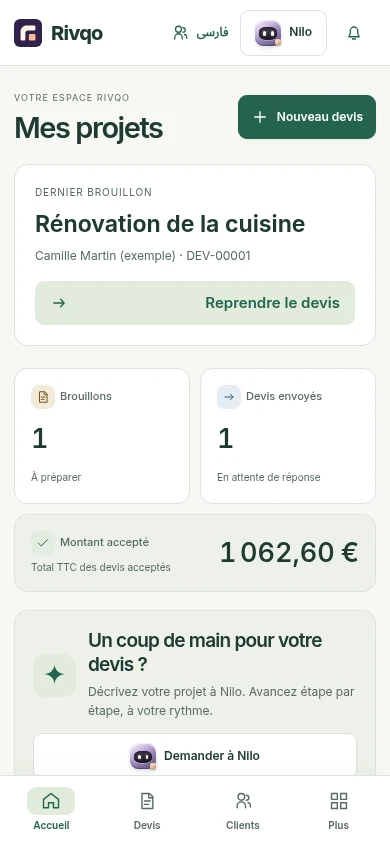 Rivqo
فارسی
Nilo
VOTRE ESPACE RIVQO
Mes projets
Nouveau devis
DERNIER BROUILLON
Rénovation de la cuisine
Camille Martin (exemple) · DEV-00001
Reprendre le devis
Brouillons
1
À préparer
Devis envoyés
1
En attente de réponse
Montant accepté
Total TTC des devis acceptés
1 062,60 €
Un coup de main pour votre
devis ?
Décrivez votre projet à Nilo. Avancez étape par
étape, à votre rythme.
Demander à Nilo
Accueil
Devis
Clients
Plus